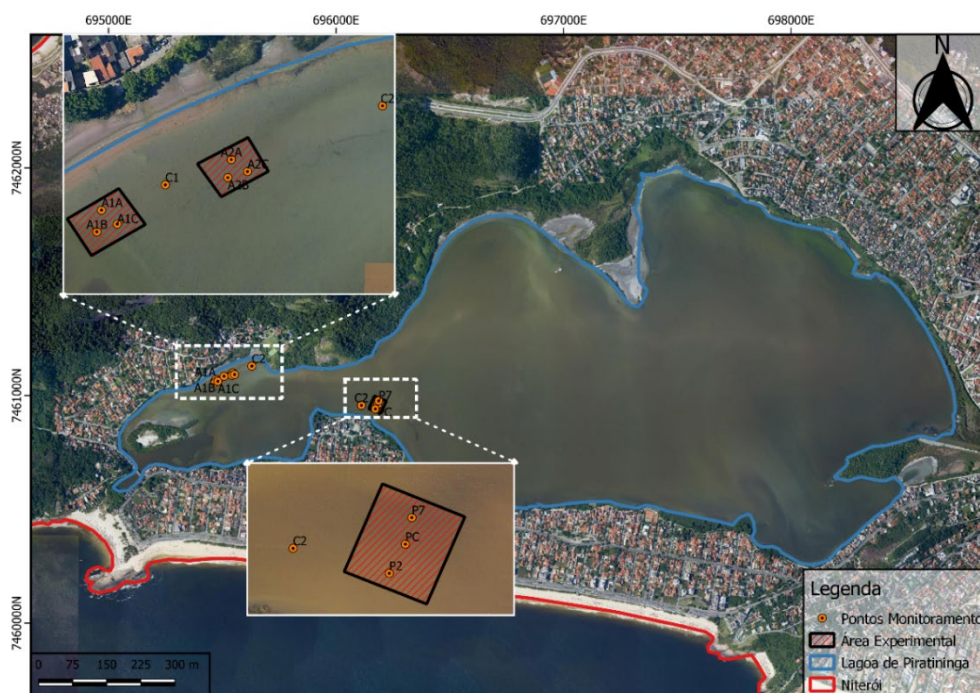 695000E 696000E 697000E 698000E
N
7462000N
7461000N
7460000N
C2
A2A
A2C
A2B
C1
A1A
A1C
A1B
C2
A1A
A1B A1C
C2 P7
C2
P7
PC
P2
Legenda
Pontos Monitoramento
Area Experimental
Lagoa de Piratininga
Niterói
0 75 150 225 300 m